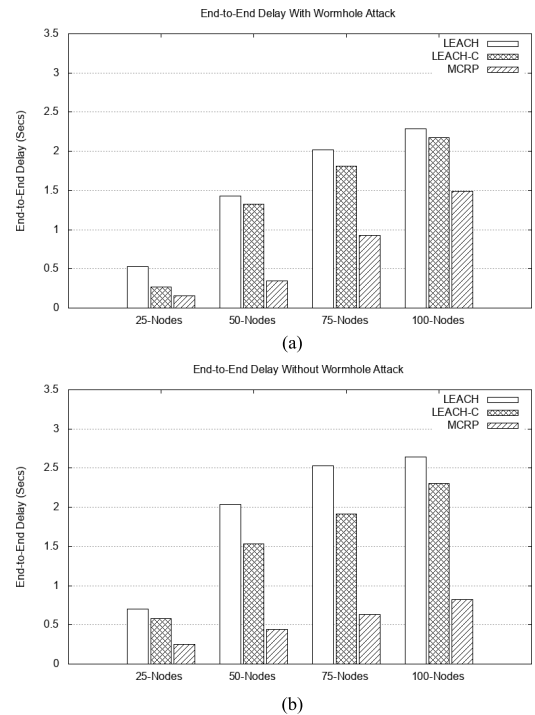 End-to-End Delay With Wormhole Attack
LEACH
LEACH-C
MCRP
3.5
3
2.5
2
1.5
1
0.5
0
End-to-End Delay (Secs)
25-Nodes 50-Nodes 75-Nodes 100-Nodes
(a)
End-to-End Delay Without Wormhole Attack
LEACH
LEACH-C
MCRP
3.5
3
2.5
2
1.5
1
0.5
0
End-to-End Delay (Secs)
25-Nodes 50-Nodes 75-Nodes 100-Nodes
(b)